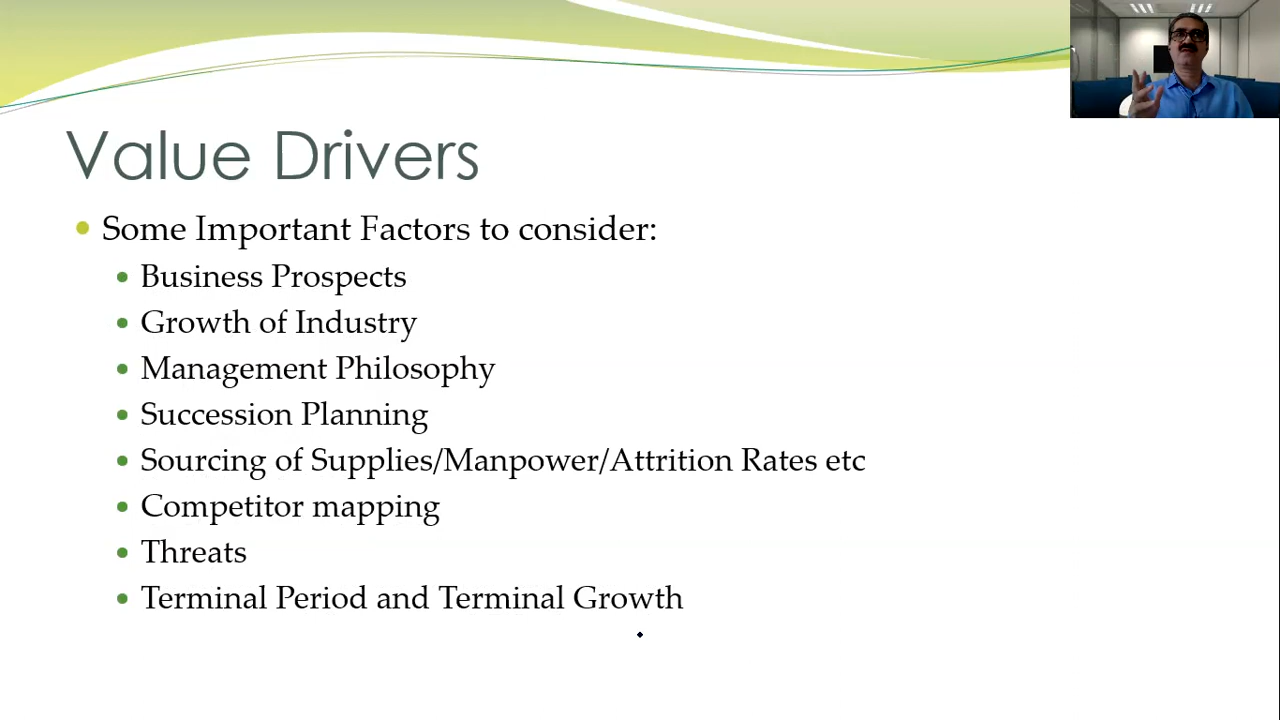 Value Drivers
Some Important Factors to consider:
Business Prospects
Growth of Industry
Management Philosophy
Succession Planning
Sourcing of Supplies/Manpower/Attrition Rates etc
Competitor mapping
Threats
Terminal Period and Terminal Growth